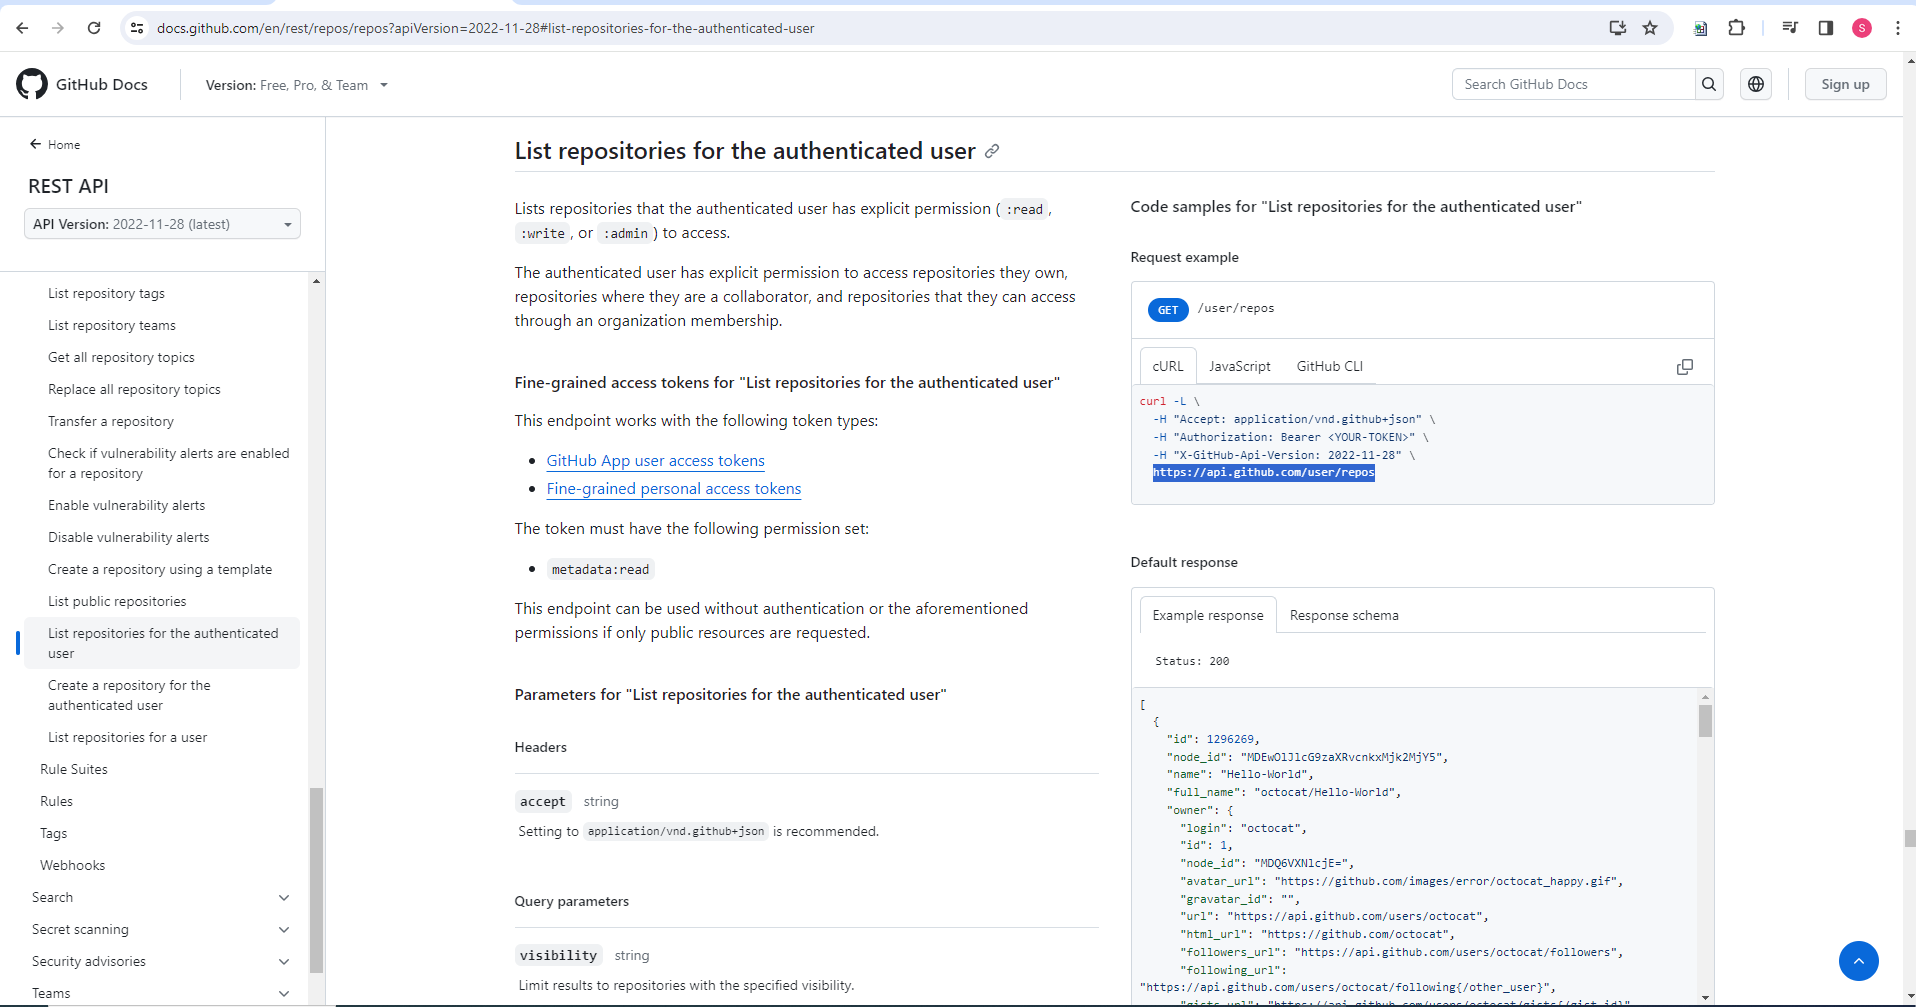 docs.github.com/en/rest/repos/repos?apiVersion=2022-11-28#list-repositories-for-the-authenticated-user
S
GitHub Docs
Version: Free, Pro, & Team
Search GitHub Docs
Sign up
Home
REST API
API Version: 2022-11-28 (latest)
List repository tags
List repository teams
Get all repository topics
Replace all repository topics
Transfer a repository
Check if vulnerability alerts are enabled
for a repository
Enable vulnerability alerts
Disable vulnerability alerts
Create a repository using a template
List public repositories
List repositories for the authenticated
user
Create a repository for the
authenticated user
List repositories for a user
Rule Suites
Rules
Tags
Webhooks
Search
Secret scanning
Security advisories
Teams
List repositories for the authenticated user
Lists repositories that the authenticated user has explicit permission ( :read ,
:write , or :admin ) to access.
The authenticated user has explicit permission to access repositories they own,
repositories where they are a collaborator, and repositories that they can access
through an organization membership.
Fine-grained access tokens for "List repositories for the authenticated user"
This endpoint works with the following token types:
• GitHub App user access tokens
• Fine-grained personal access tokens
The token must have the following permission set:
• metadata:read
This endpoint can be used without authentication or the aforementioned
permissions if only public resources are requested.
Parameters for "List repositories for the authenticated user"
Headers
accept string
Setting to application/vnd.github+json is recommended.
Query parameters
visibility string
Limit results to repositories with the specified visibility.
Code samples for "List repositories for the authenticated user"
Request example
GET /user/repos
cURL JavaScript GitHub CLI
curl -L \
-H "Accept: application/vnd.github+json" \
-H "Authorization: Bearer <YOUR-TOKEN>" \
-H "X-GitHub-Api-Version: 2022-11-28" \
https://api.github.com/user/repos
Default response
Example response Response schema
Status: 200
[
{
"id": 1296269,
"node_id": "MDEwOlJlcG9zaXRvcnkxMjk2MjY5",
"name": "Hello-World",
"full_name": "octocat/Hello-World",
"owner": {
"login": "octocat",
"id": 1,
"node_id": "MDQ6VXNlcjE=",
"avatar_url": "https://github.com/images/error/octocat_happy.gif",
"gravatar_id": "",
"url": "https://api.github.com/users/octocat",
"html_url": "https://github.com/octocat",
"followers_url": "https://api.github.com/users/octocat/followers",
"following_url":
"https://api.github.com/users/octocat/following{/other_user}",
"gists_url": "https://api.github.com/users/octocat/gists{/gist_id}"